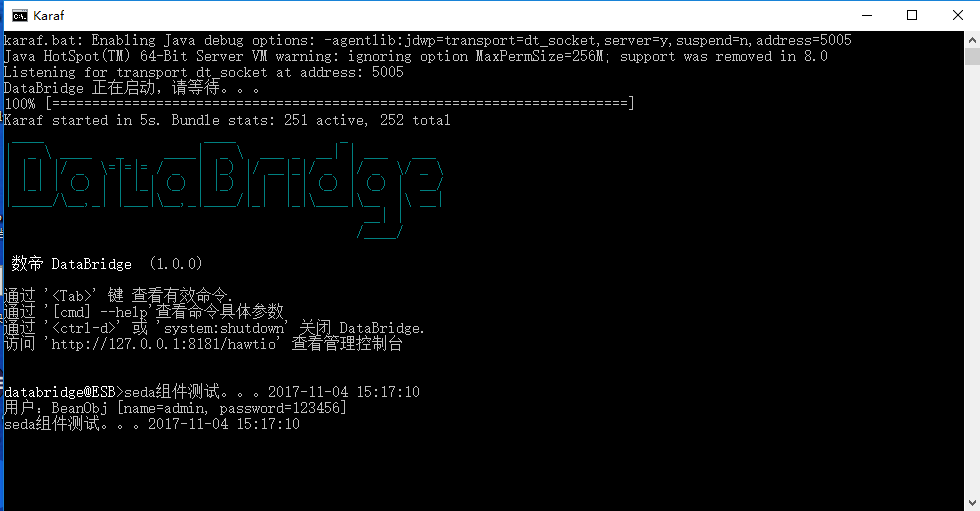 Karaf
karaf.bat: Enabling Java debug options: -agentlib:jdwp=transport=dt_socket,server=y,suspend=n,address=5005
Java HotSpot(TM) 64-Bit Server VM warning: ignoring option MaxPermSize=256M; support was removed in 8.0
Listening for transport dt_socket at address: 5005
DataBridge 正在启动，请等待。。。
100% [========================================================================]
Karaf started in 5s. Bundle stats: 251 active, 252 total
DataBridge
数帝 DataBridge （1.0.0）
通过 '<Tab>' 键 查看有效命令.
通过 '[cmd] --help'查看命令具体参数
通过 '<ctrl-d>' 或 'system:shutdown' 关闭 DataBridge.
访问 'http://127.0.0.1:8181/hawtio' 查看管理控制台
databridge@ESB>seda组件测试。。。2017-11-04 15:17:10
用户：BeanObj [name=admin, password=123456]
seda组件测试。。。2017-11-04 15:17:10